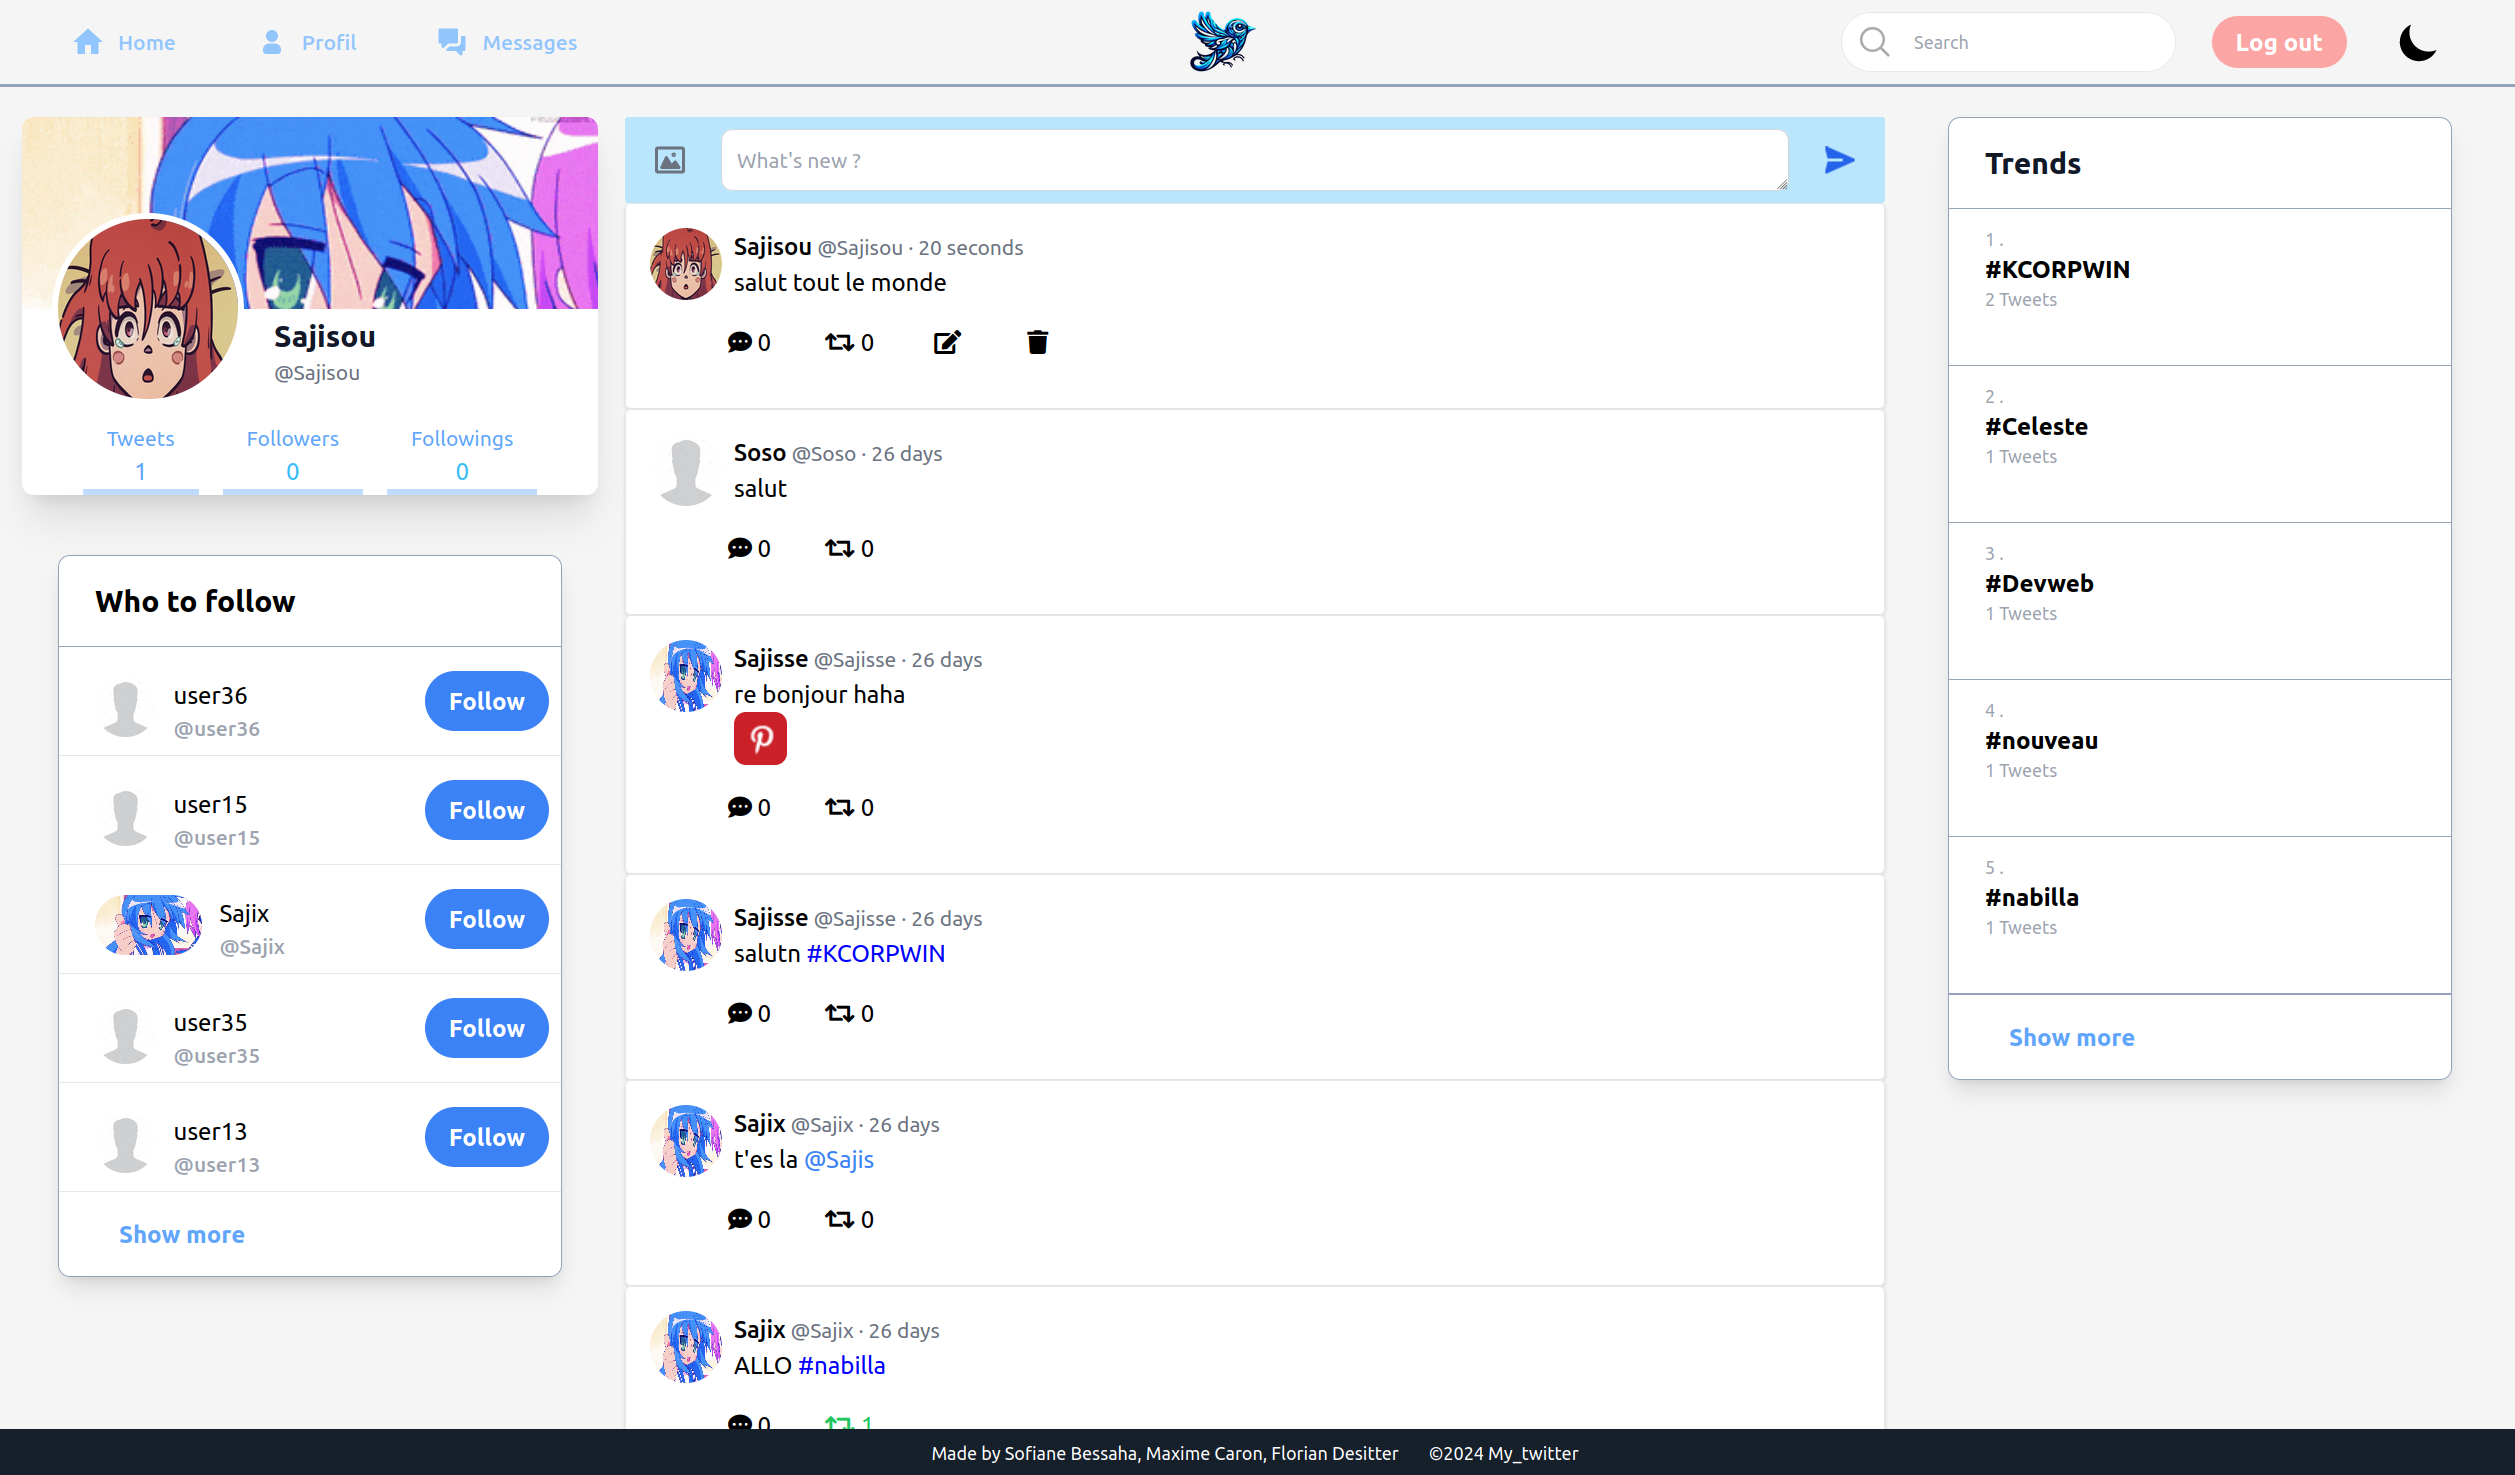 Home
Profil
Messages
Search
Log out
Sajisou
@Sajisou
Tweets
Followers
Followings
1
0
0
Who to follow
user36
@user36
Follow
user15
@user15
Follow
Sajix
@Sajix
Follow
user35
@user35
Follow
user13
@user13
Follow
Show more
What's new ?
Sajisou @Sajisou · 20 seconds
salut tout le monde
0
0
Soso @Soso · 26 days
salut
0
0
Sajisse @Sajisse · 26 days
re bonjour haha
0
0
Sajisse @Sajisse · 26 days
salutn #KCORPWIN
0
0
Sajix @Sajix · 26 days
t'es la @Sajis
0
0
Sajix @Sajix · 26 days
ALLO #nabilla
0
1
Trends
1 .
#KCORPWIN
2 Tweets
2 .
#Celeste
1 Tweets
3 .
#Devweb
1 Tweets
4 .
#nouveau
1 Tweets
5 .
#nabilla
1 Tweets
Show more
Made by Sofiane Bessaha, Maxime Caron, Florian Desitter ©2024 My_twitter